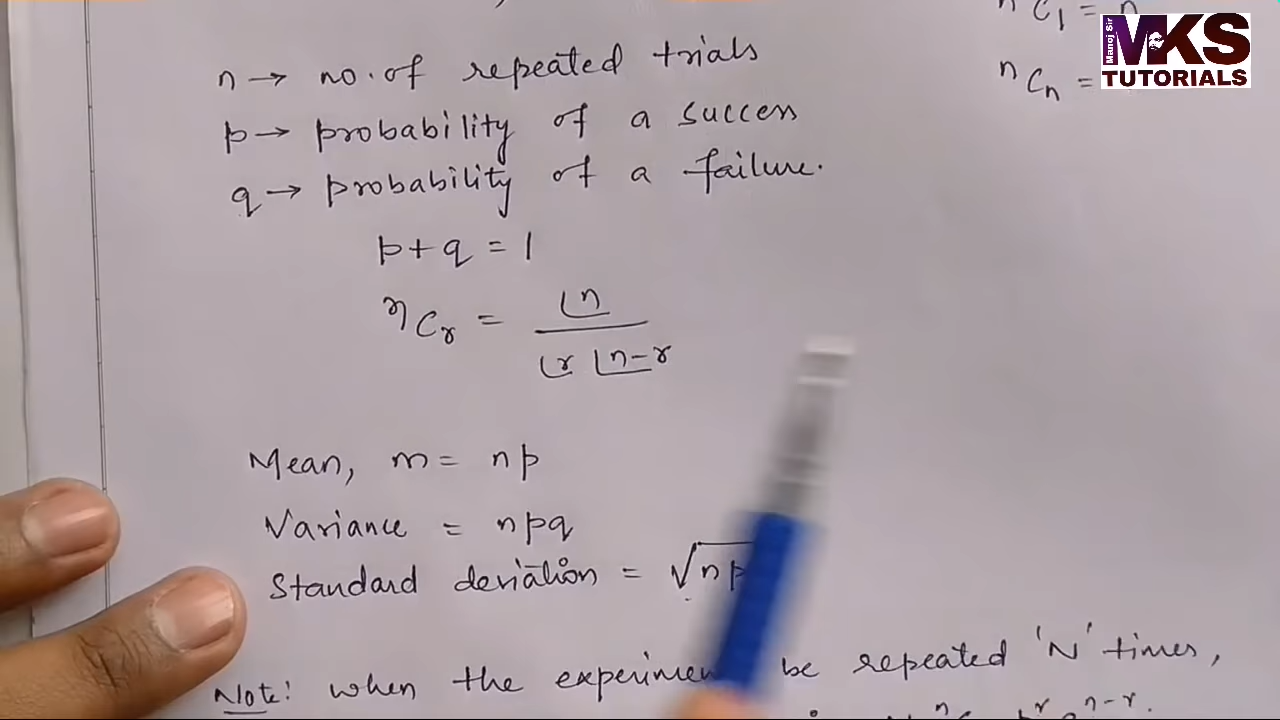 ⁿC₁ = n
Manoj Sir
MKS
TUTORIALS
n → no. of repeated trials
ⁿCₙ =
p → probability of a success
q → probability of a failure.
p + q = 1
ⁿCᵣ = ∟n / ∟r ∟n-r
Mean, m = np
Variance = npq
Standard deviation = √np
Note: when the be repeated 'N' times,